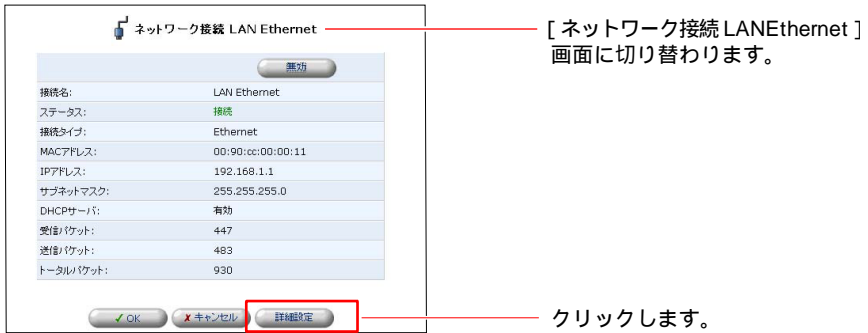 ネットワーク接続 LAN Ethernet
[ ネットワーク接続 LANEthernet ]
画面に切り替わります。
無効
接続名: LAN Ethernet
ステータス: 接続
接続タイプ: Ethernet
MACアドレス: 00:90:cc:00:00:11
IPアドレス: 192.168.1.1
サブネットマスク: 255.255.255.0
DHCPサーバ: 有効
受信パケット: 447
送信パケット: 483
トータルパケット: 930
✓ OK ✗ キャンセル 詳細設定
クリックします。